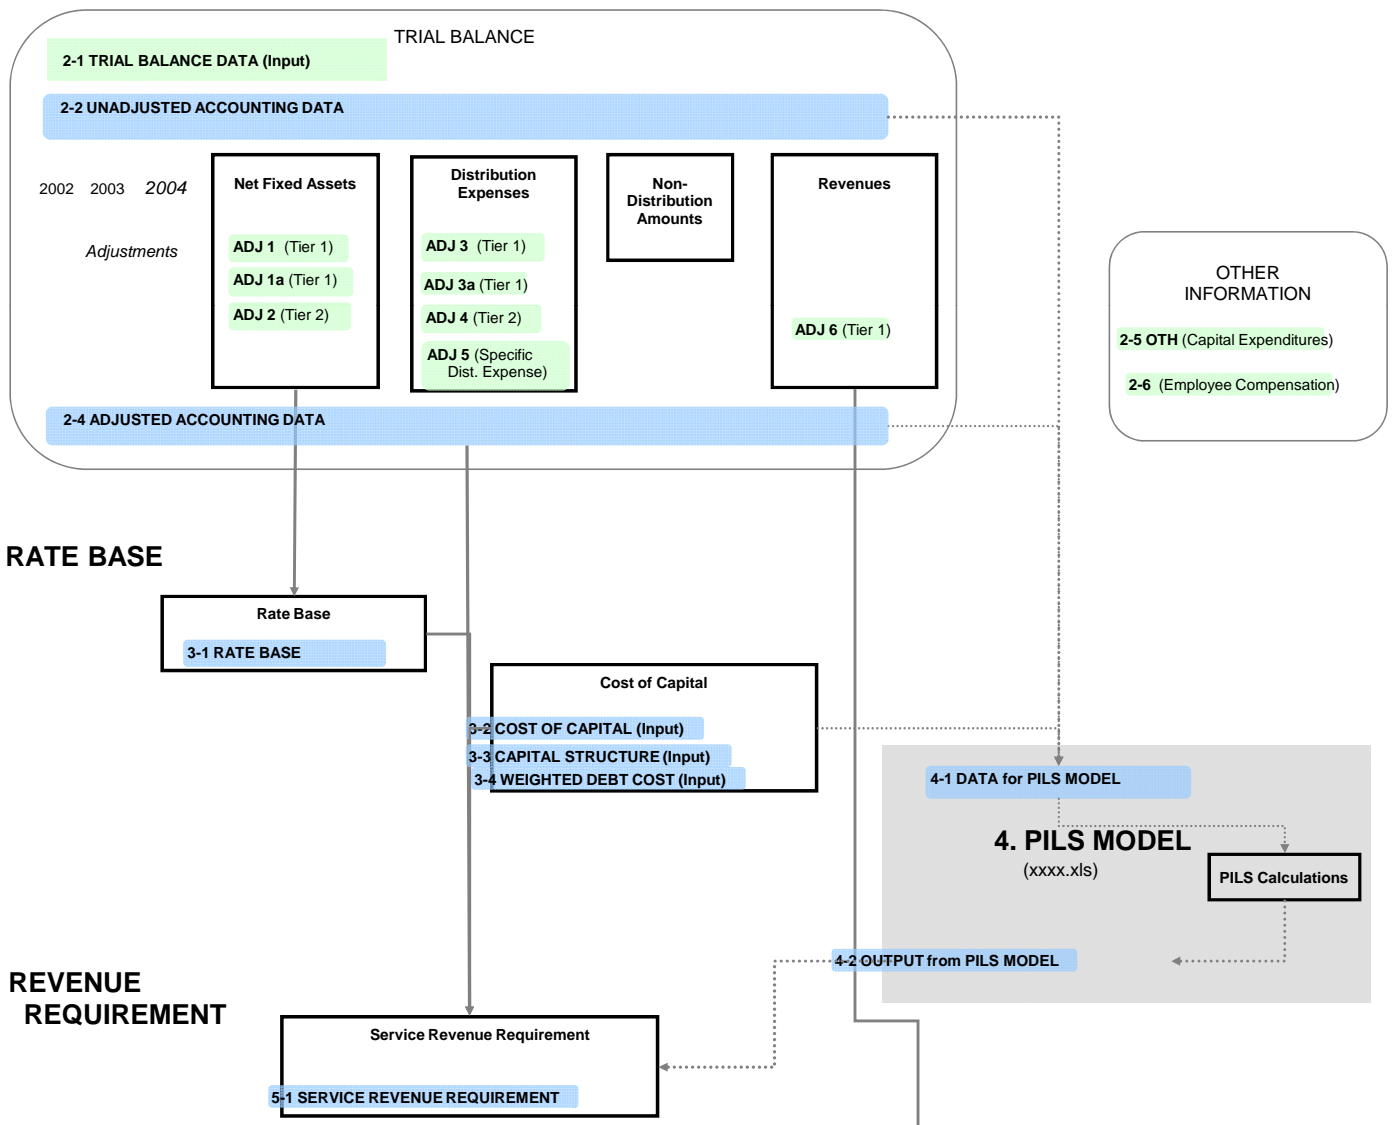 TRIAL BALANCE
2-1 TRIAL BALANCE DATA (Input)
2-2 UNADJUSTED ACCOUNTING DATA
2002 2003 2004
Adjustments
Net Fixed Assets
ADJ 1 (Tier 1)
ADJ 1a (Tier 1)
ADJ 2 (Tier 2)
Distribution
Expenses
ADJ 3 (Tier 1)
ADJ 3a (Tier 1)
ADJ 4 (Tier 2)
ADJ 5 (Specific
Dist. Expense)
Non-
Distribution
Amounts
Revenues
ADJ 6 (Tier 1)
2-4 ADJUSTED ACCOUNTING DATA
OTHER
INFORMATION
2-5 OTH (Capital Expenditures)
2-6 (Employee Compensation)
RATE BASE
Rate Base
3-1 RATE BASE
Cost of Capital
3-2 COST OF CAPITAL (Input)
3-3 CAPITAL STRUCTURE (Input)
3-4 WEIGHTED DEBT COST (Input)
4-1 DATA for PILS MODEL
4. PILS MODEL
(xxxx.xls)
PILS Calculations
4-2 OUTPUT from PILS MODEL
REVENUE
REQUIREMENT
Service Revenue Requirement
5-1 SERVICE REVENUE REQUIREMENT